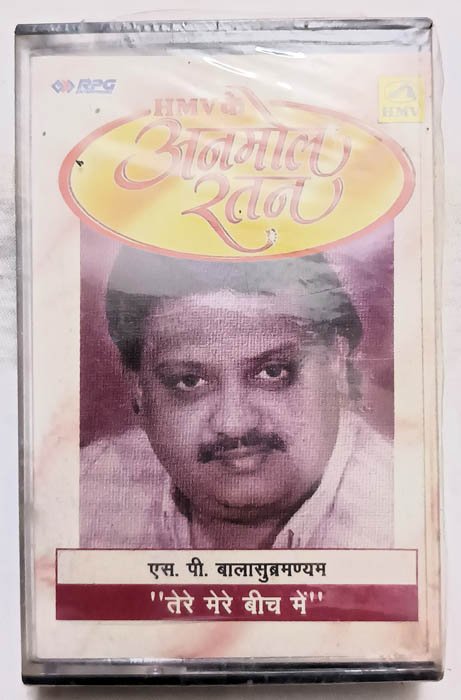 RPG
HMV
HMV के
अनमोल
रतन
एस. पी. बालासुब्रमण्यम
"तेरे मेरे बीच में"